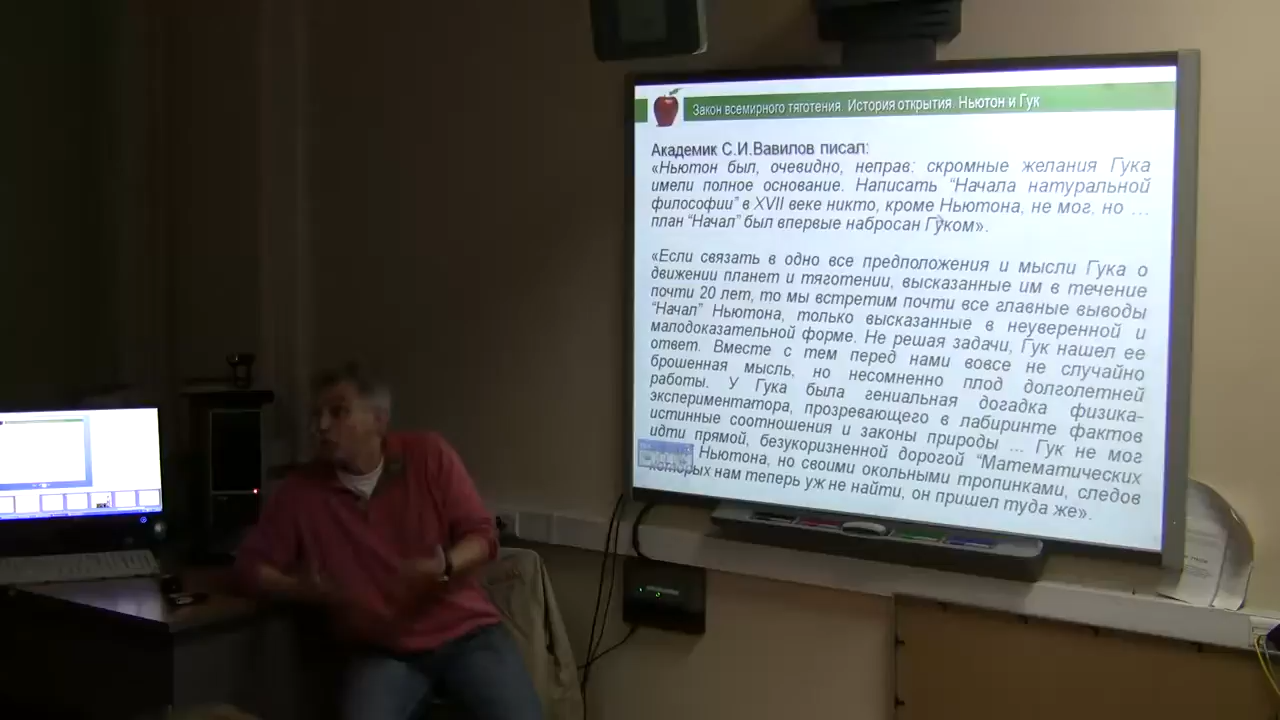 Закон всемирного тяготения. История открытия. Ньютон и Гук
Академик С.И.Вавилов писал:
«Ньютон был, очевидно, неправ: скромные желания Гука
имели полное основание. Написать “Начала натуральной
философии” в XVII веке никто, кроме Ньютона, не мог, но …
план “Начал” был впервые набросан Гуком».
«Если связать в одно все предположения и мысли Гука о
движении планет и тяготении, высказанные им в течение
почти 20 лет, то мы встретим почти все главные выводы
“Начал” Ньютона, только высказанные в неуверенной и
малодоказательной форме. Не решая задачи, Гук нашел ее
ответ. Вместе с тем перед нами вовсе не случайно
брошенная мысль, но несомненно плод долголетней
работы. У Гука была гениальная догадка физика-
экспериментатора, прозревающего в лабиринте фактов
истинные соотношения и законы природы … Гук не мог
идти прямой, безукоризненной дорогой “Математических
Ньютона, но своими окольными тропинками, следов
которых нам теперь уж не найти, он пришел туда же».